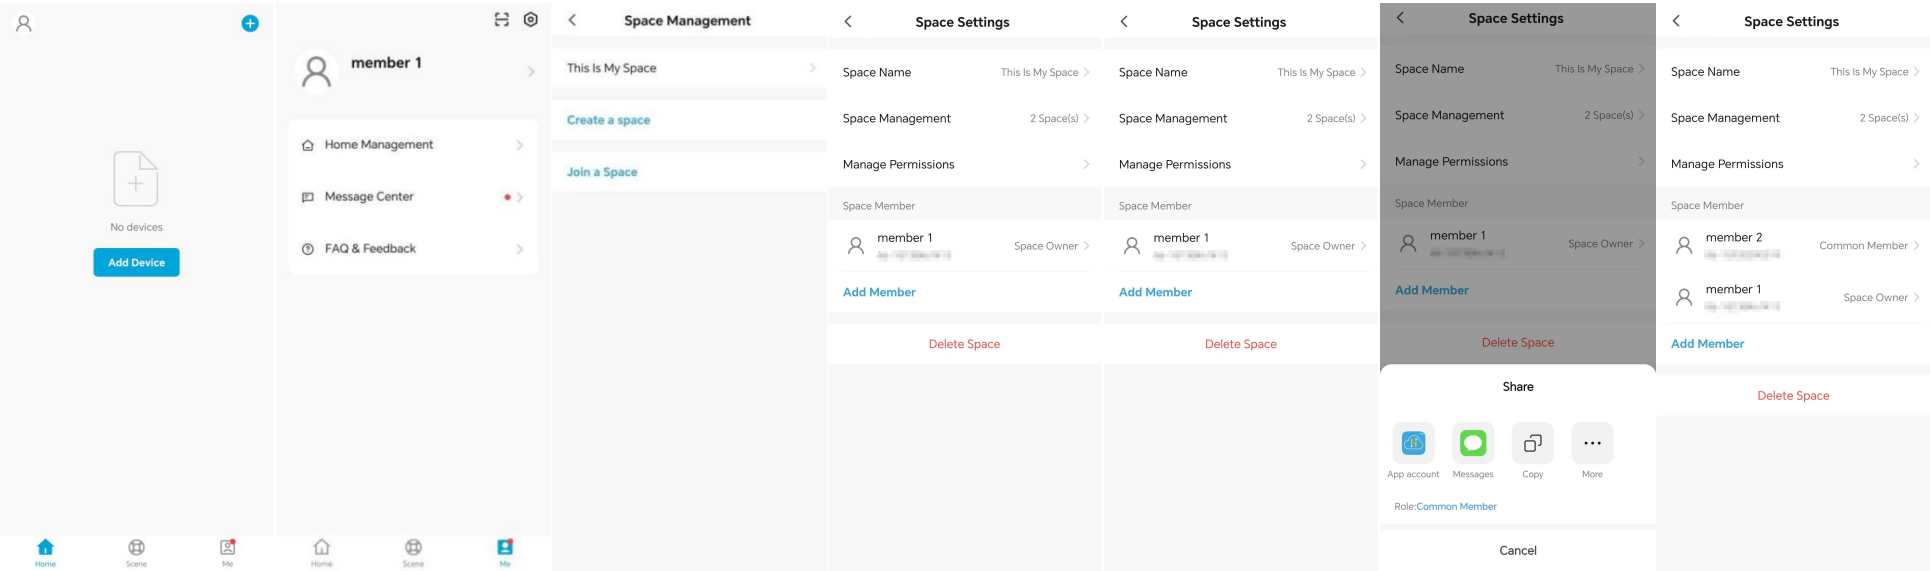 No devices
Add Device
Home
Scene
Me
member 1
Home Management
Message Center
FAQ & Feedback
Home
Scene
Me
Space Management
This Is My Space
Create a space
Join a Space
Space Settings
Space Name This Is My Space
Space Management 2 Space(s)
Manage Permissions
Space Member
member 1
Space Owner
Add Member
Delete Space
Space Settings
Space Name This Is My Space
Space Management 2 Space(s)
Manage Permissions
Space Member
member 1
Space Owner
Add Member
Delete Space
Space Settings
Space Name This Is My Space
Space Management 2 Space(s)
Manage Permissions
Space Member
member 1
Space Owner
Add Member
Delete Space
Share
App account Messages Copy More
Role:Common Member
Cancel
Space Settings
Space Name This Is My Space
Space Management 2 Space(s)
Manage Permissions
Space Member
member 2
Common Member
member 1
Space Owner
Add Member
Delete Space